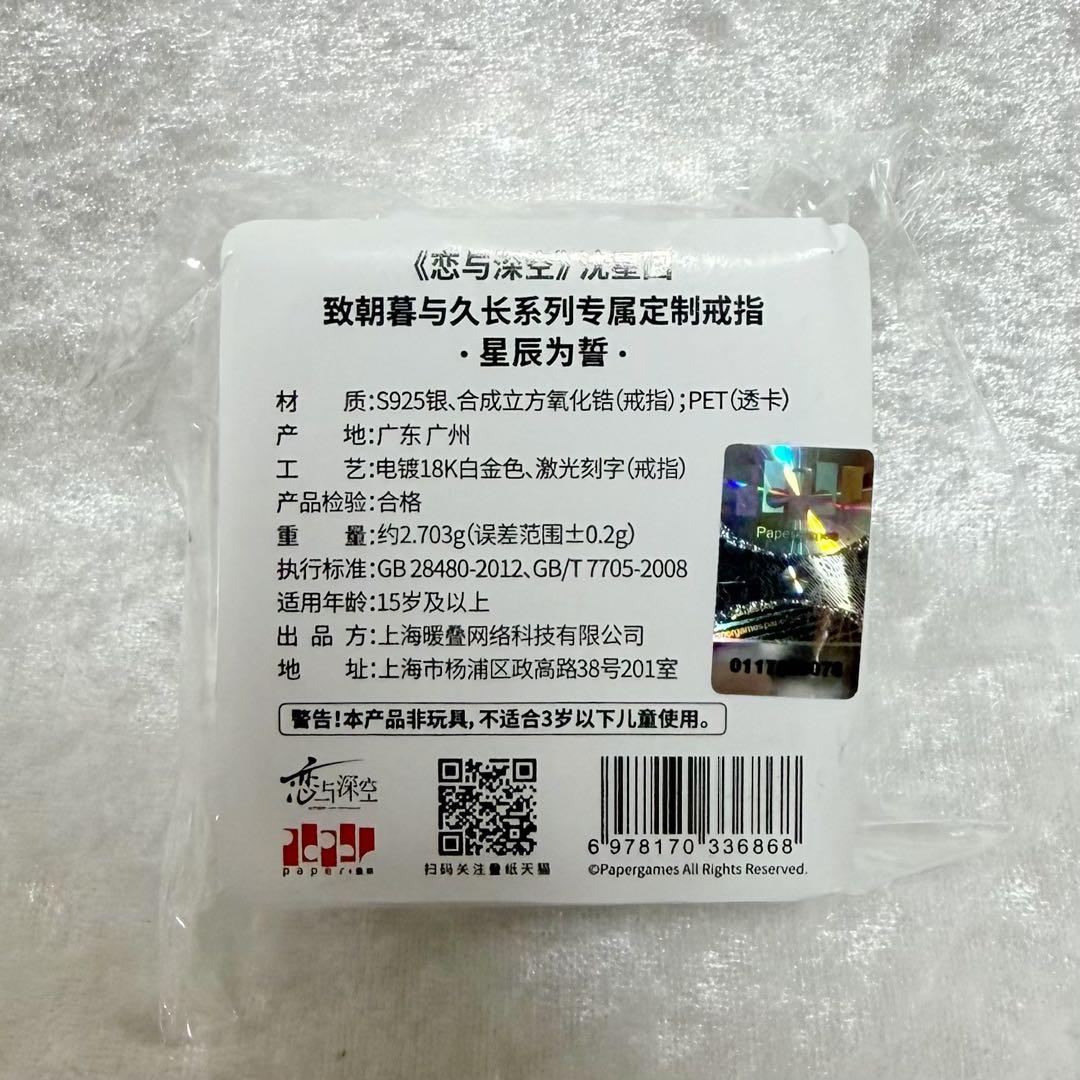 《恋与深空》沈星回
致朝暮与久长系列专属定制戒指
·星辰为誓·
材 质:S925银、合成立方氧化锆(戒指);PET(透卡)
产 地:广东 广州
工 艺:电镀18K白金色、激光刻字(戒指)
产品检验:合格
重 量:约2.703g(误差范围±0.2g)
执行标准:GB 28480-2012、GB/T 7705-2008
适用年龄:15岁及以上
出 品 方:上海暖叠网络科技有限公司
地 址:上海市杨浦区政高路38号201室
警告!本产品非玩具,不适合3岁以下儿童使用。
恋与深空
paper
paper
扫码关注叠纸天猫
6 978170 336868
©Papergames All Rights Reserved.
Papergames